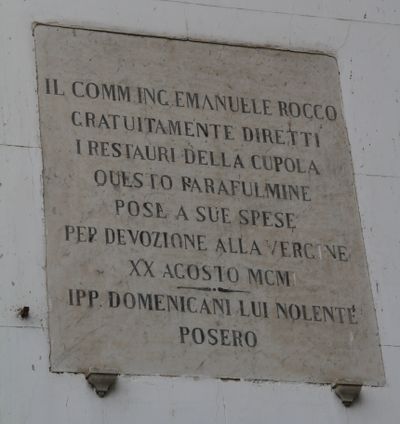 IL COMM. ING. EMANUELE ROCCO
GRATUITAMENTE DIRETTI
I RESTAURI DELLA CUPOLA
QUESTO PARAFULMINE
POSE A SUE SPESE
PER DEVOZIONE ALLA VERGINE
XX AGOSTO MCM
I PP. DOMENICANI LUI NOLENTE
POSERO